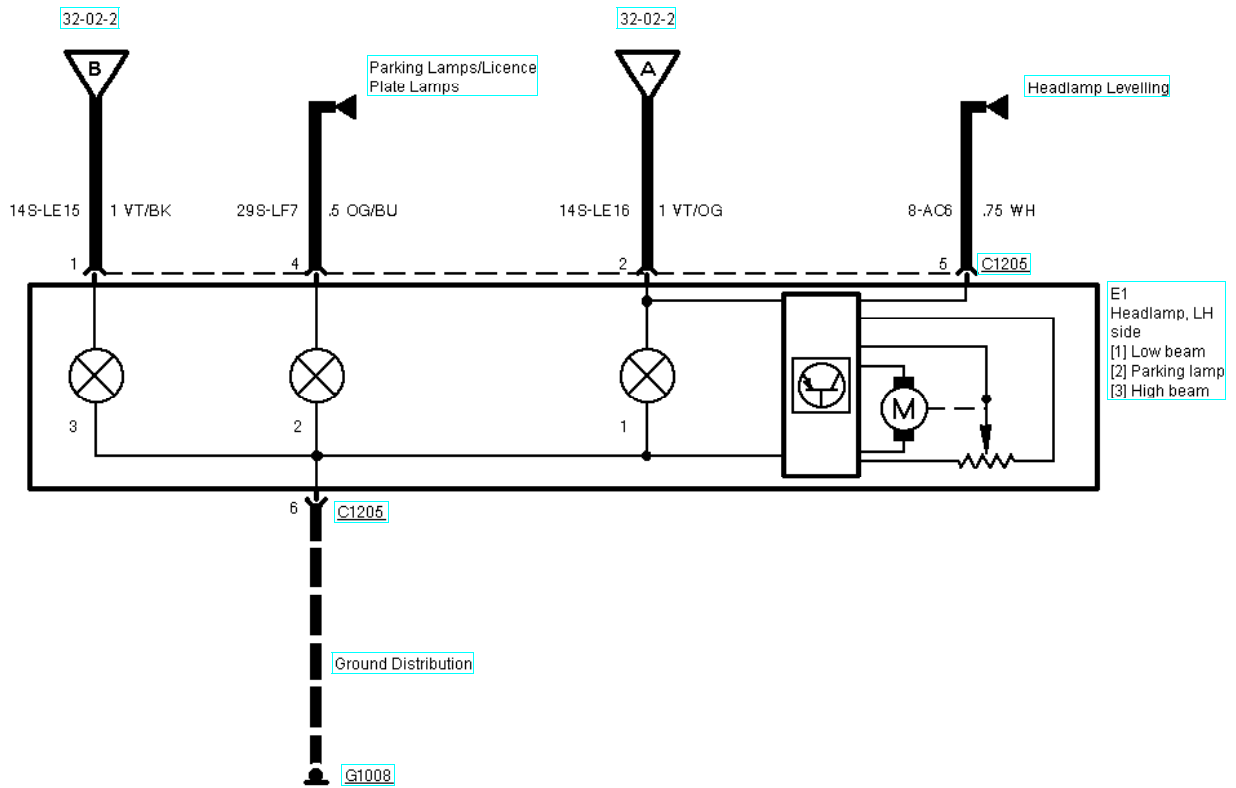 32-02-2
32-02-2
B
Parking Lamps/Licence
Plate Lamps
A
Headlamp Levelling
14S-LE15
1 VT/BK
29S-LF7
.5 OG/BU
14S-LE16
1 VT/OG
8-AC6
.75 WH
1
4
2
5
C1205
E1
Headlamp, LH
side
[1] Low beam
[2] Parking lamp
[3] High beam
M
3
2
1
6
C1205
Ground Distribution
G1008